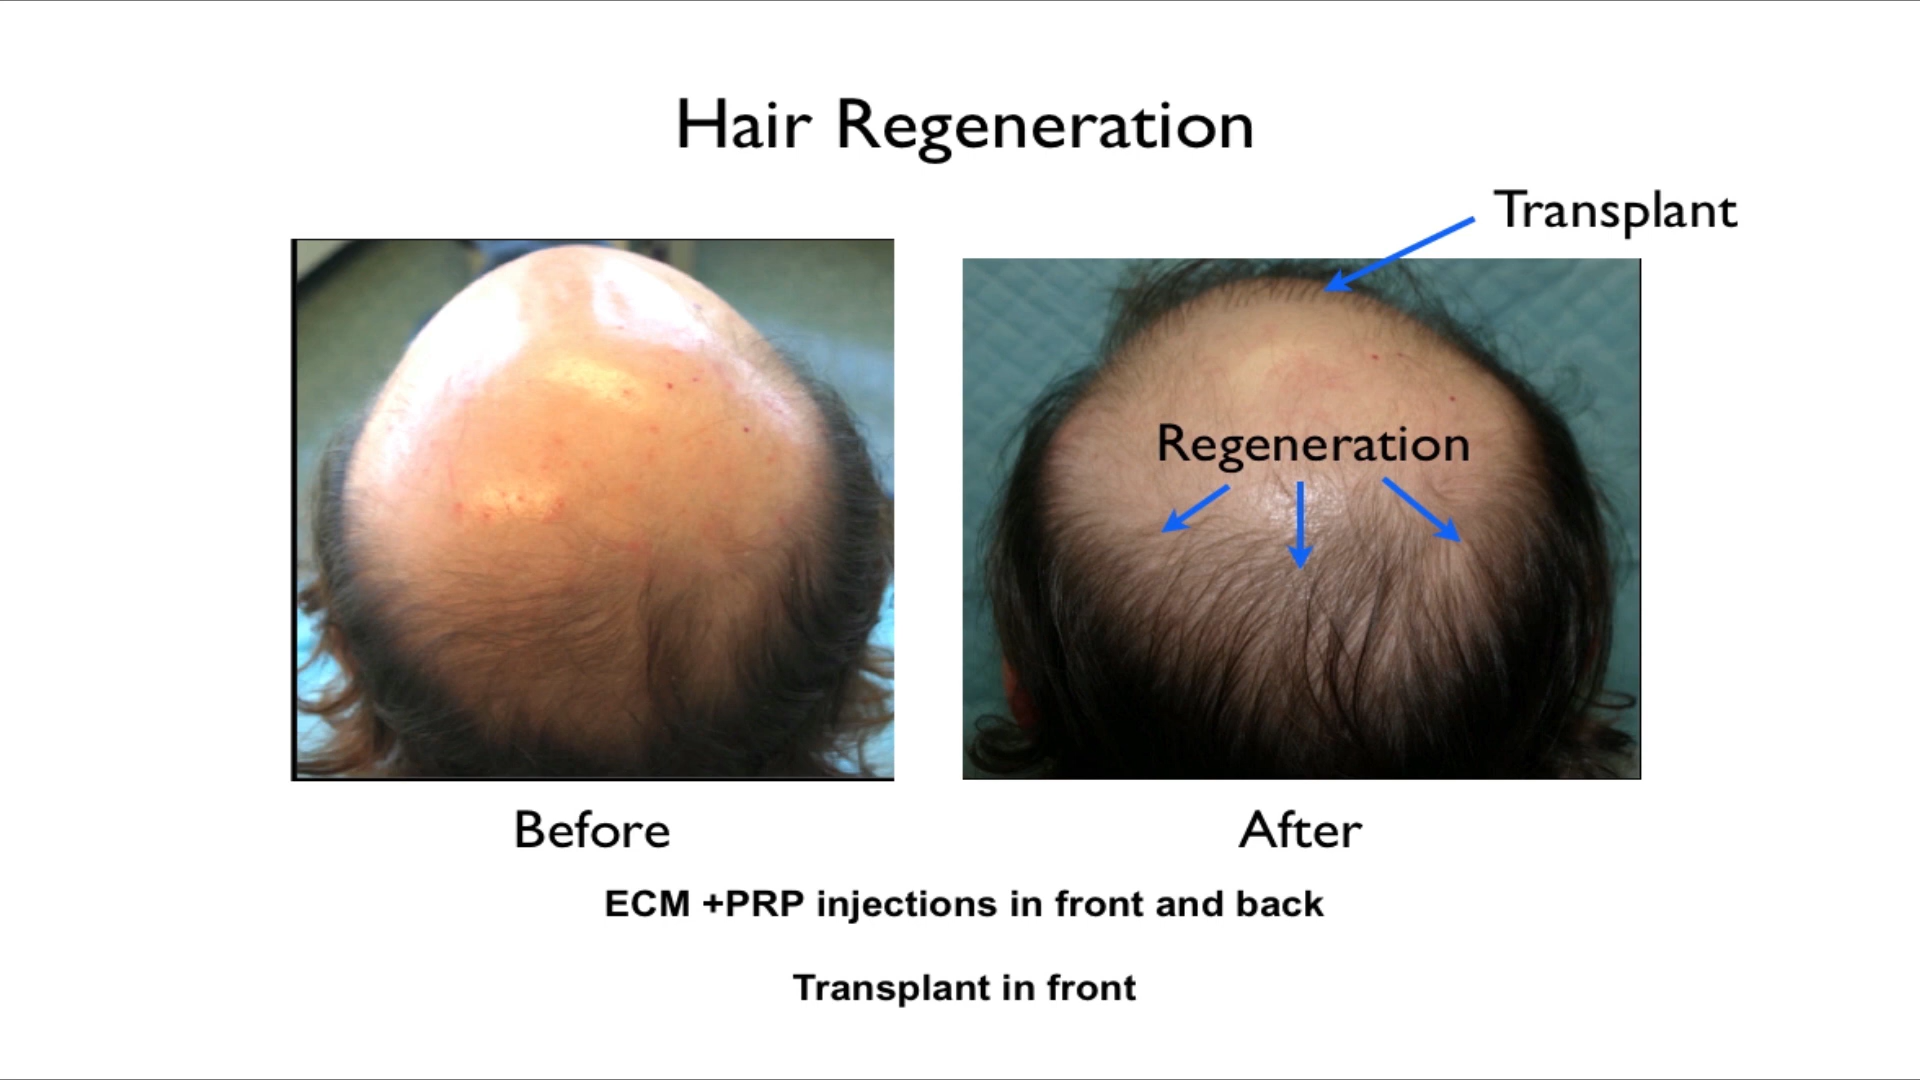 Hair Regeneration
Transplant
Regeneration
Before
After
ECM +PRP injections in front and back
Transplant in front